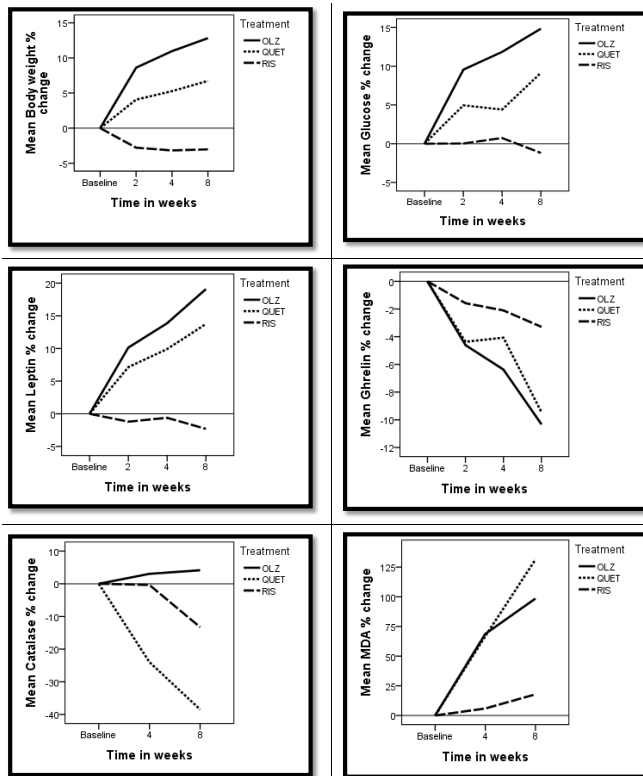 Mean Body weight %
change
15
10
5
0
-5
Baseline 2 4 8
Time in weeks
Treatment
OLZ
QUET
RIS
Mean Glucose % change
15
10
5
0
-5
Baseline 2 4 8
Time in weeks
Treatment
OLZ
QUET
RIS
Mean Leptin % change
20
15
10
5
0
-5
Baseline 2 4 8
Time in weeks
Treatment
OLZ
QUET
RIS
Mean Ghrelin % change
0
-2
-4
-6
-8
-10
-12
Baseline 2 4 8
Time in weeks
Treatment
OLZ
QUET
RIS
Mean Catalase % change
10
0
-10
-20
-30
-40
Baseline 4 8
Time in weeks
Treatment
OLZ
QUET
RIS
Mean MDA % change
125
100
75
50
25
0
Baseline 4 8
Time in weeks
Treatment
OLZ
QUET
RIS